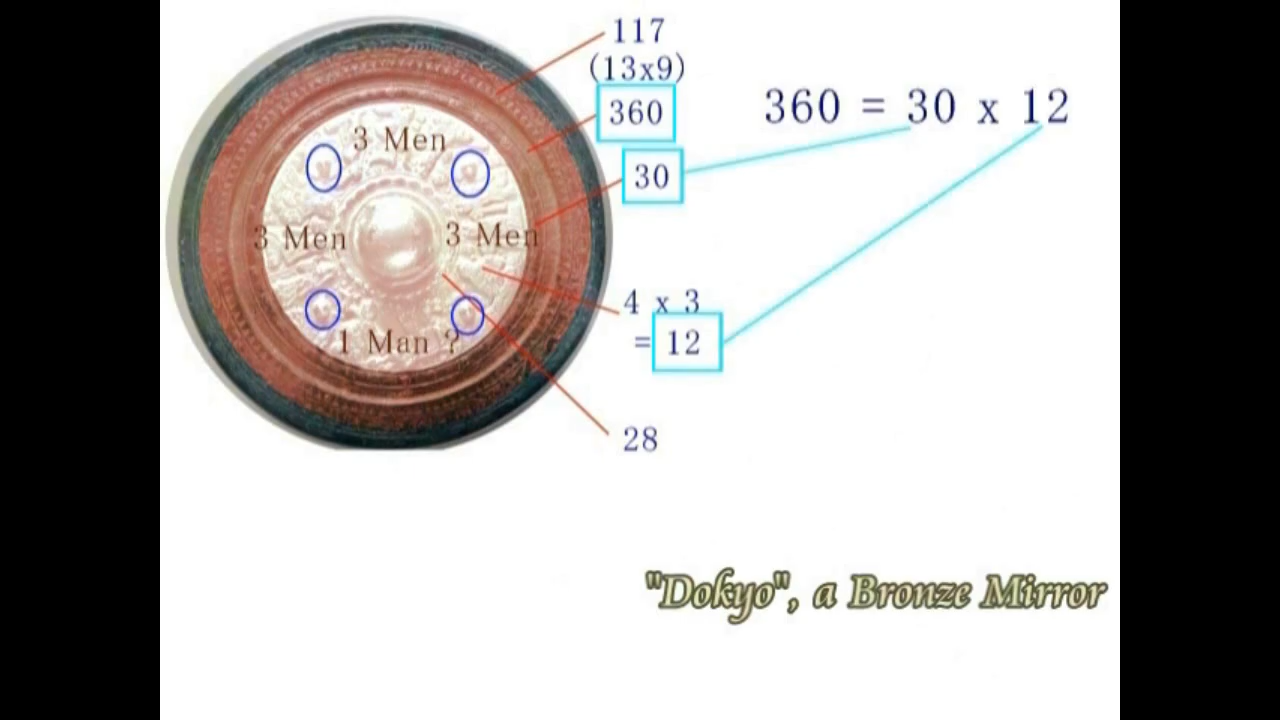 117
(13x9)
360
30
360 = 30 x 12
3 Men
3 Men
3 Men
1 Man ?
4 x 3
= 12
28
"Dokyo", a Bronze Mirror